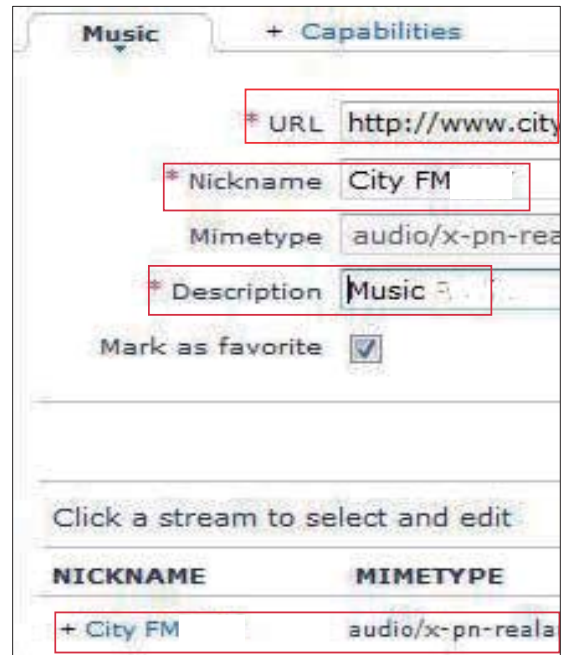 Music + Capabilities
* URL http://www.city
* Nickname City FM
Mimetype audio/x-pn-rea
* Description Music
Mark as favorite
Click a stream to select and edit
NICKNAME MIMETYPE
+ City FM audio/x-pn-reala